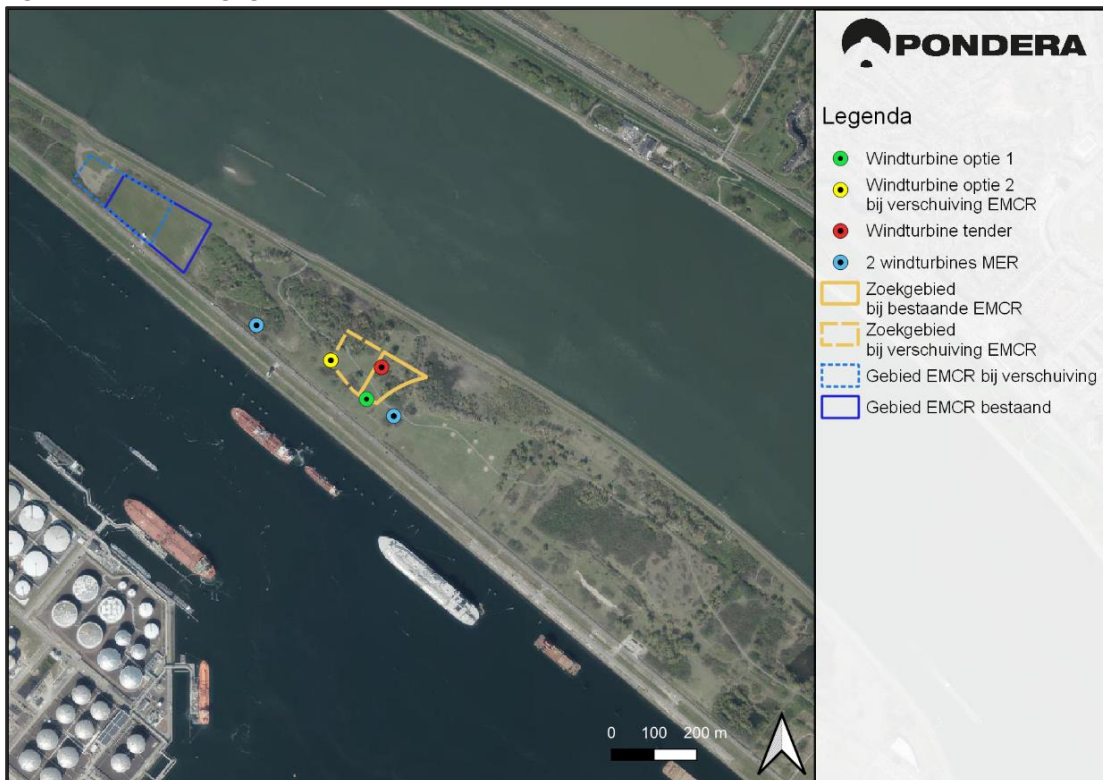 PONDERA
Legenda
Windturbine optie 1
Windturbine optie 2
bij verschuiving EMCR
Windturbine tender
2 windturbines MER
Zoekgebied
bij bestaande EMCR
Zoekgebied
bij verschuiving EMCR
Gebied EMCR bij verschuiving
Gebied EMCR bestaand
0 100 200 m